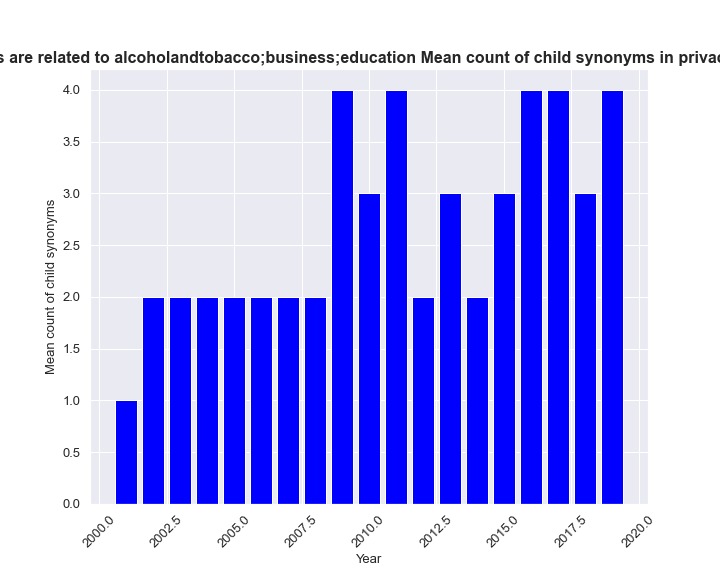 s are related to alcoholandtobacco;business;education Mean count of child synonyms in privac
4.0
3.5
3.0
2.5
2.0
1.5
1.0
0.5
0.0
Mean count of child synonyms
2000.0 2002.5 2005.0 2007.5 2010.0 2012.5 2015.0 2017.5 2020.0
Year